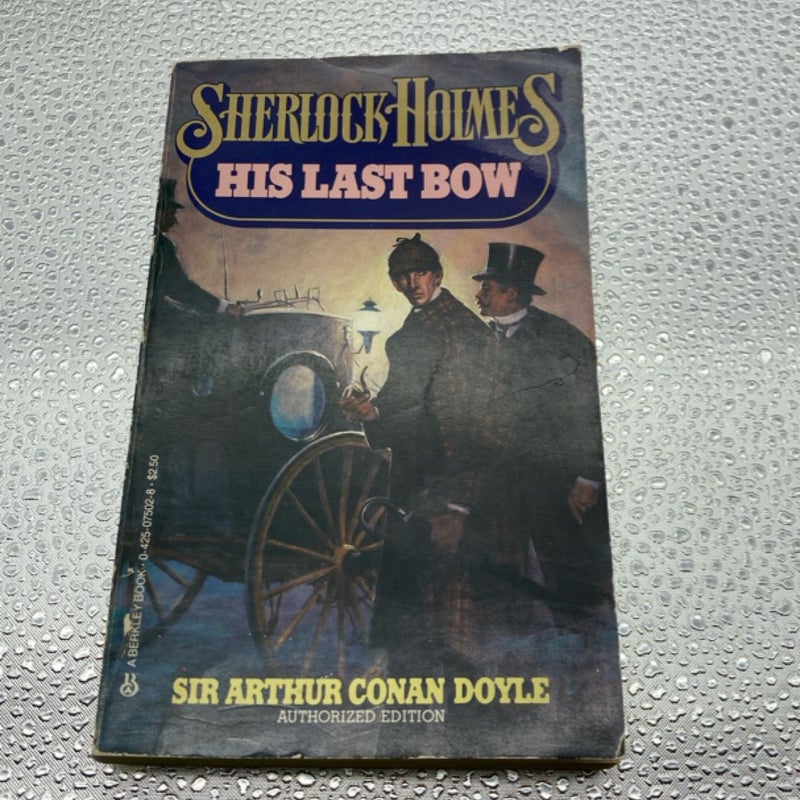 SHERLOCK HOLMES
HIS LAST BOW
A BERKLEY BOOK · 0-425-07502-8 · $2.50
SIR ARTHUR CONAN DOYLE
AUTHORIZED EDITION